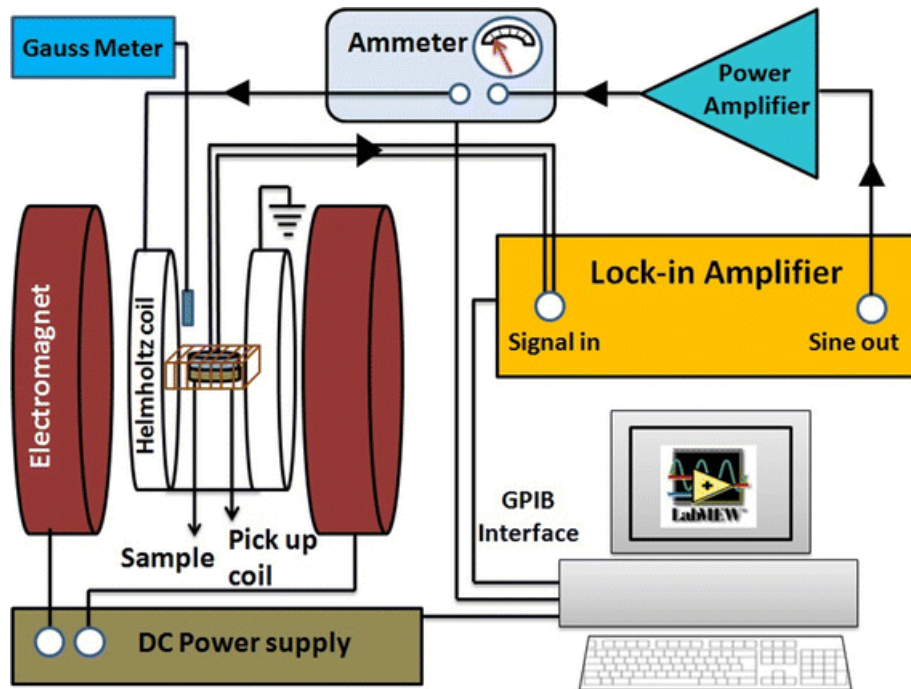 Gauss Meter
Ammeter
Power
Amplifier
Lock-in Amplifier
Signal in
Sine out
Electromagnet
Helmholtz coil
GPIB
Interface
LabVIEW
Sample
Pick up
coil
DC Power supply